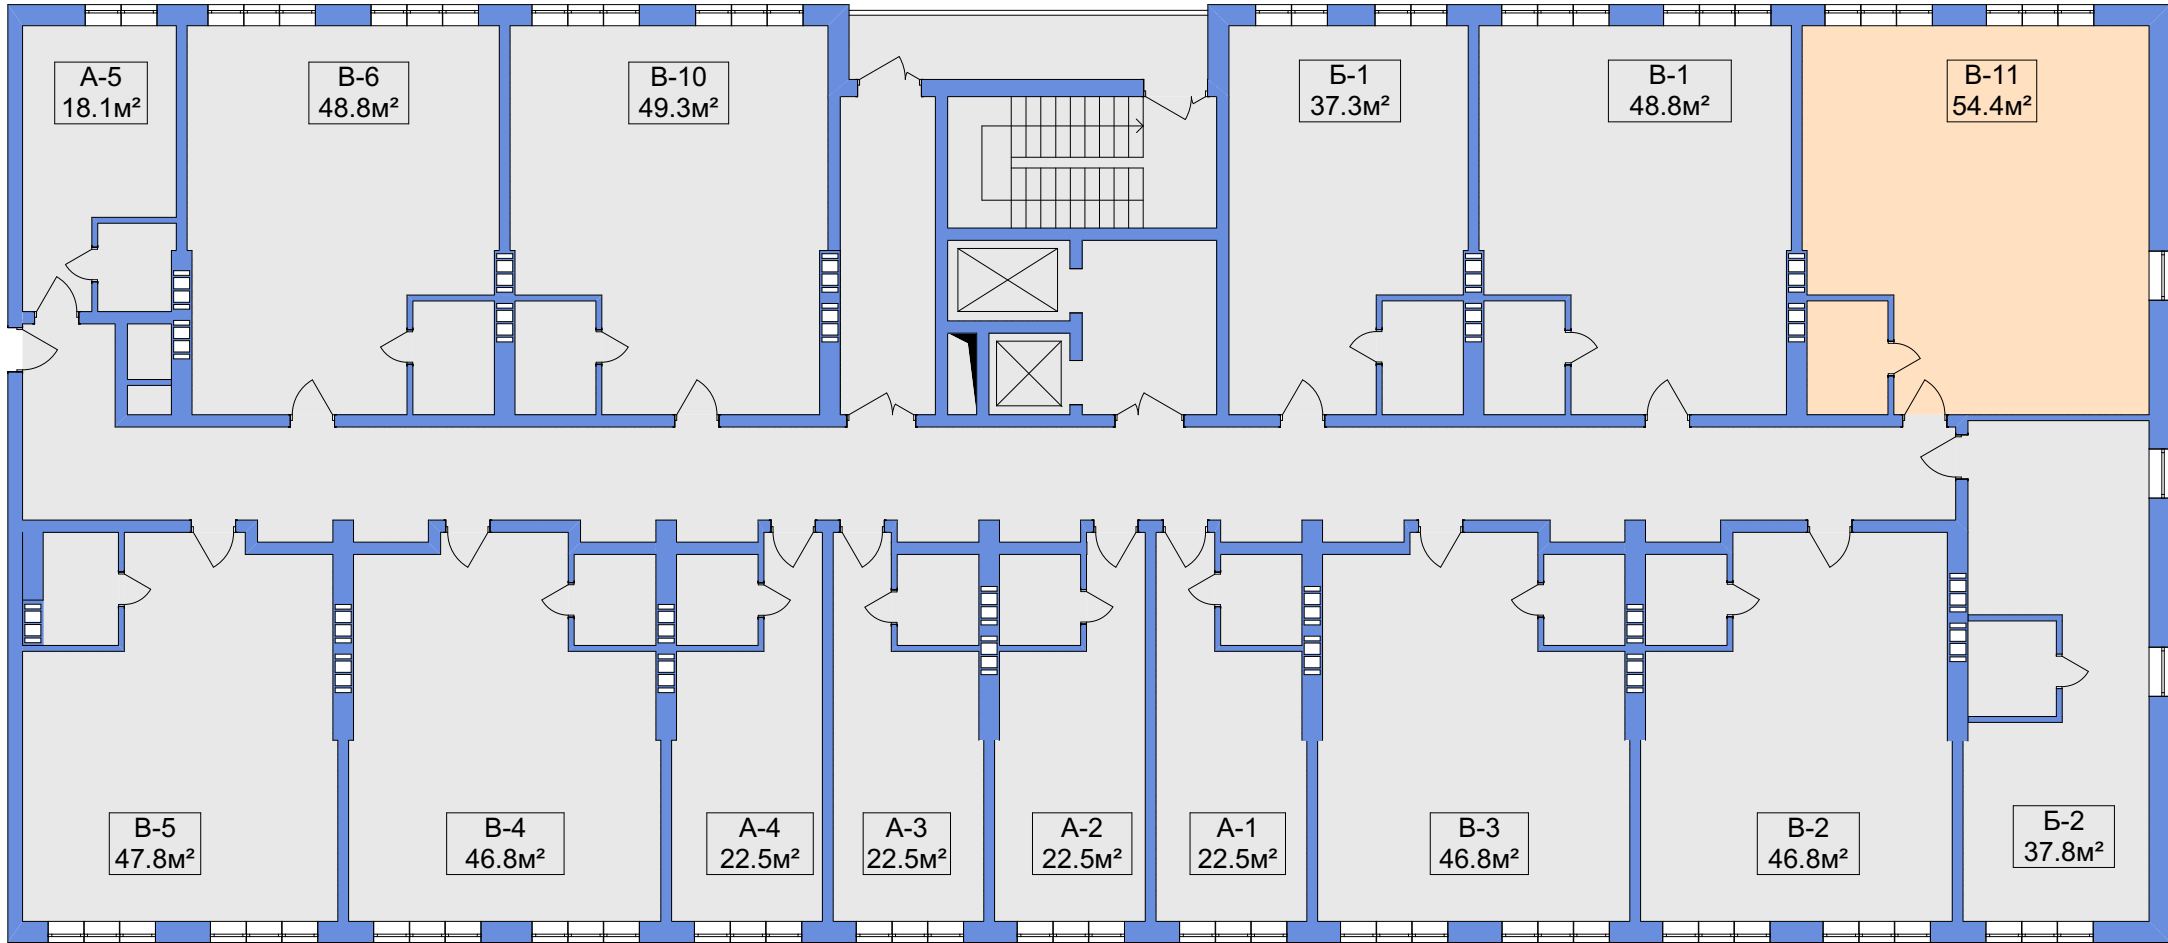 А-5
18.1м²
В-6
48.8м²
В-10
49.3м²
Б-1
37.3м²
В-1
48.8м²
В-11
54.4м²
В-5
47.8м²
В-4
46.8м²
А-4
22.5м²
А-3
22.5м²
А-2
22.5м²
А-1
22.5м²
В-3
46.8м²
В-2
46.8м²
Б-2
37.8м²